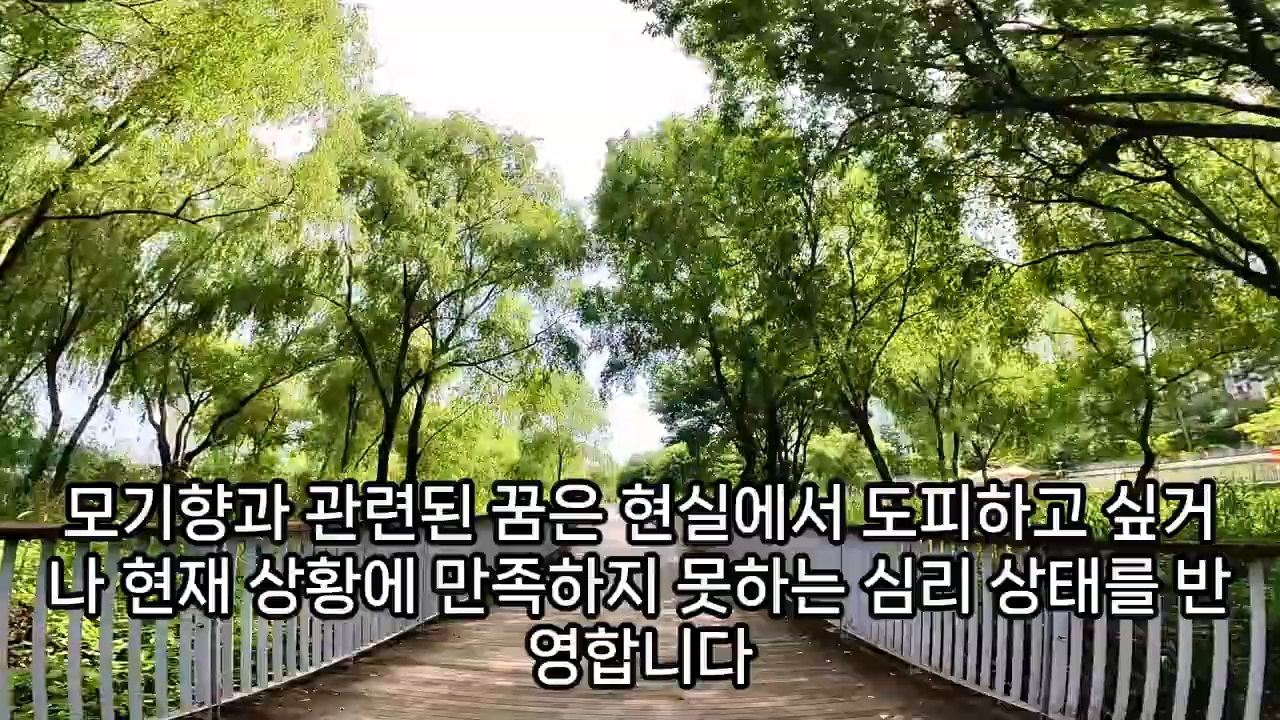 모기향과 관련된 꿈은 현실에서 도피하고 싶거
나 현재 상황에 만족하지 못하는 심리 상태를 반
영합니다